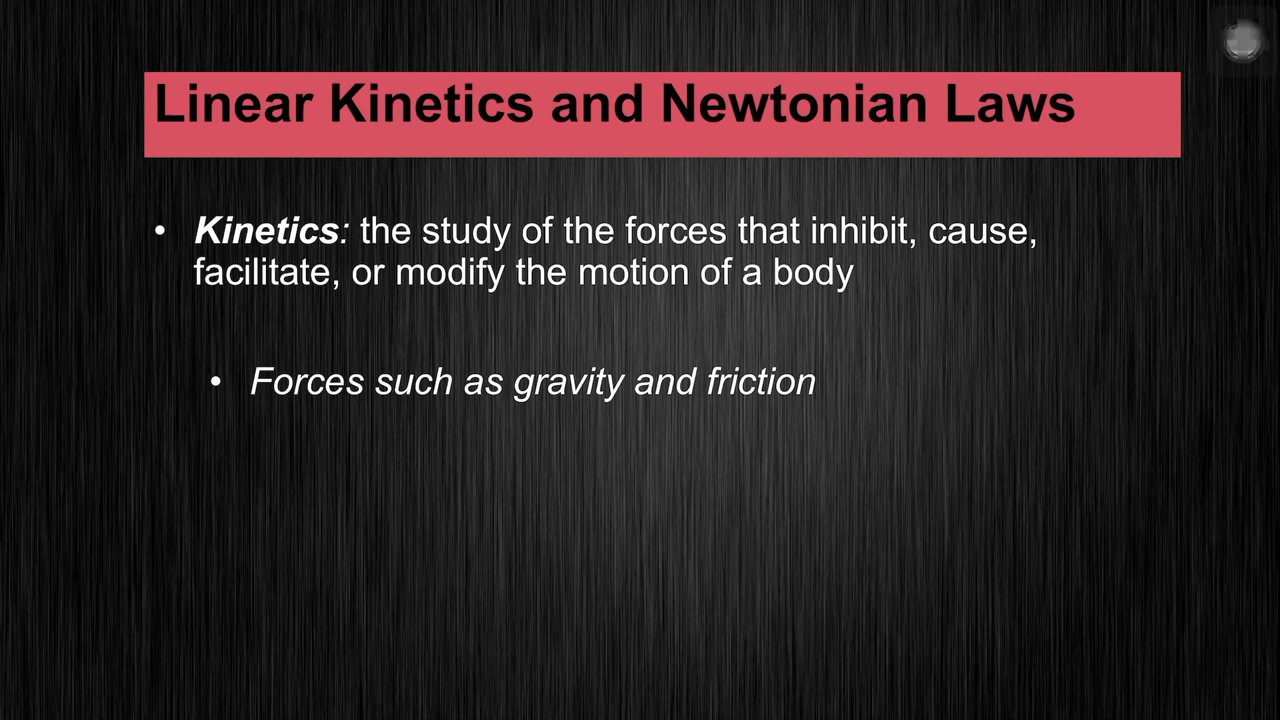 Linear Kinetics and Newtonian Laws
• Kinetics: the study of the forces that inhibit, cause,
facilitate, or modify the motion of a body
• Forces such as gravity and friction